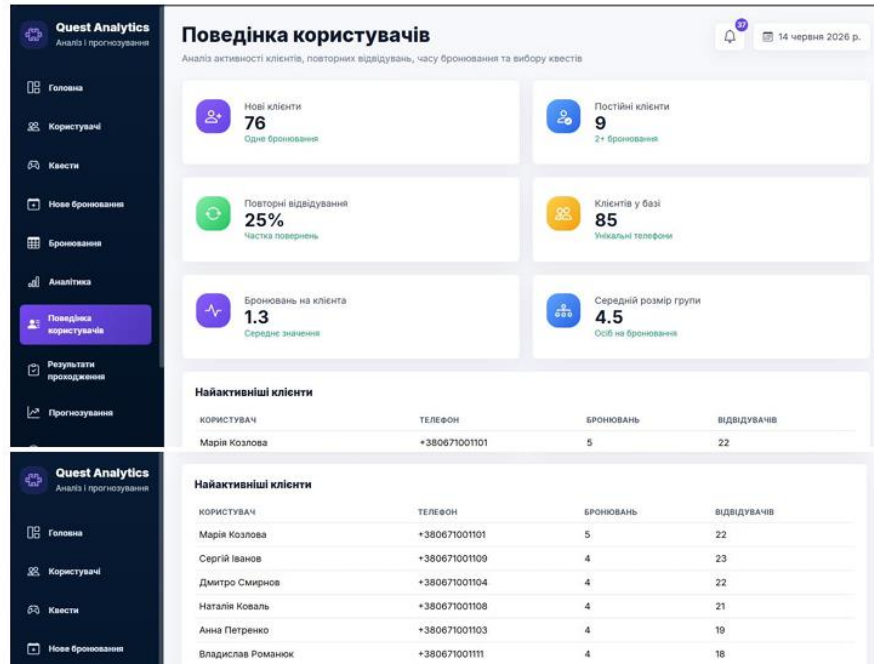 Quest Analytics
Аналіз і прогнозування
Головна
Користувачі
Квести
Нове бронювання
Бронювання
Аналітика
Поведінка
користувачів
Результати
проходження
Прогнозування
Поведінка користувачів
Аналіз активності клієнтів, повторних відвідувань, часу бронювання та вибору квестів
37
14 червня 2026 р.
Нові клієнти
76
Одне бронювання
Постійні клієнти
9
2+ бронювання
Повторні відвідування
25%
Частка повернень
Клієнтів у базі
85
Унікальні телефони
Бронювань на клієнта
1.3
Середнє значення
Середній розмір групи
4.5
Осіб на бронювання
Найактивніші клієнти
КОРИСТУВАЧ ТЕЛЕФОН БРОНЮВАНЬ ВІДВІДУВАЧІВ
Марія Козлова +380671001101 5 22
Quest Analytics
Аналіз і прогнозування
Головна
Користувачі
Квести
Нове бронювання
Найактивніші клієнти
КОРИСТУВАЧ ТЕЛЕФОН БРОНЮВАНЬ ВІДВІДУВАЧІВ
Марія Козлова +380671001101 5 22
Сергій Іванов +380671001109 4 23
Дмитро Смирнов +380671001104 4 22
Наталія Коваль +380671001108 4 21
Анна Петренко +380671001103 4 19
Владислав Романюк +380671001111 4 18